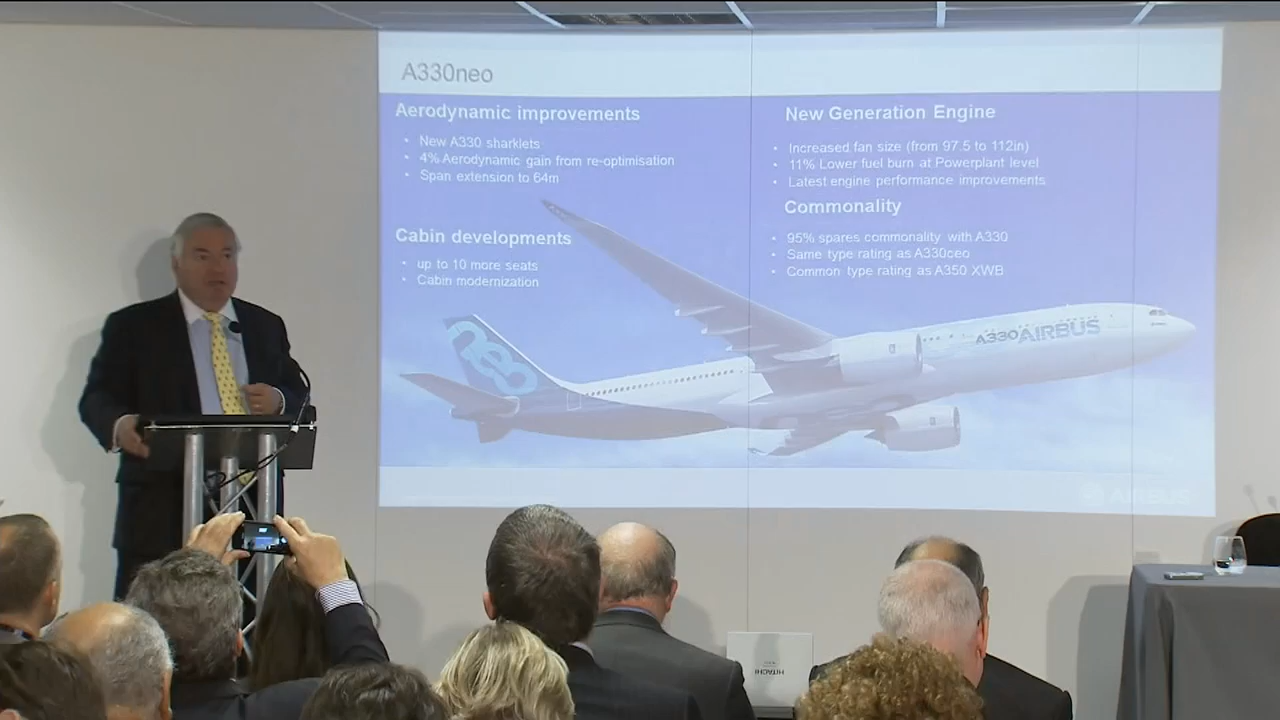 A330neo
Aerodynamic improvements
• New A330 sharklets
• 4% Aerodynamic gain from re-optimisation
• Span extension to 64m
Cabin developments
• up to 10 more seats
• Cabin modernization
New Generation Engine
• Increased fan size (from 97.5 to 112in)
• 11% Lower fuel burn at Powerplant level
• Latest engine performance improvements
Commonality
• 95% spares commonality with A330
• Same type rating as A330ceo
• Common type rating as A350 XWB
neo
A330 AIRBUS
AIRBUS
HITACHI